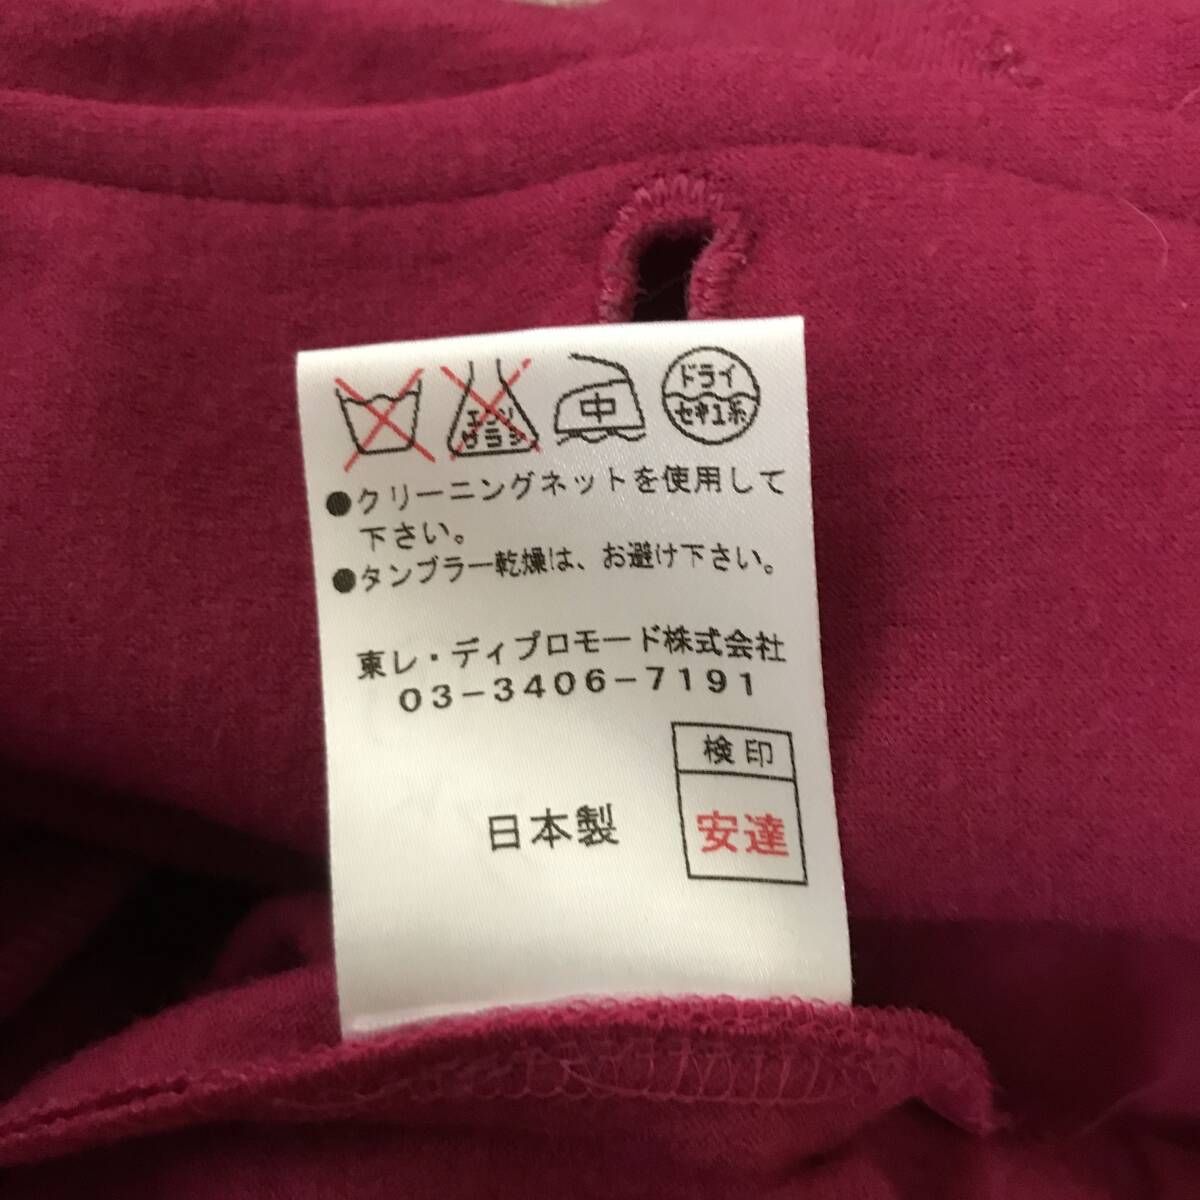 エンソ
サラシ
中
ドライ
セキユ系
●クリーニングネットを使用して
下さい。
●タンブラー乾燥は、お避け下さい。
東レ・ディプロモード株式会社
03-3406-7191
検印
日本製
安達